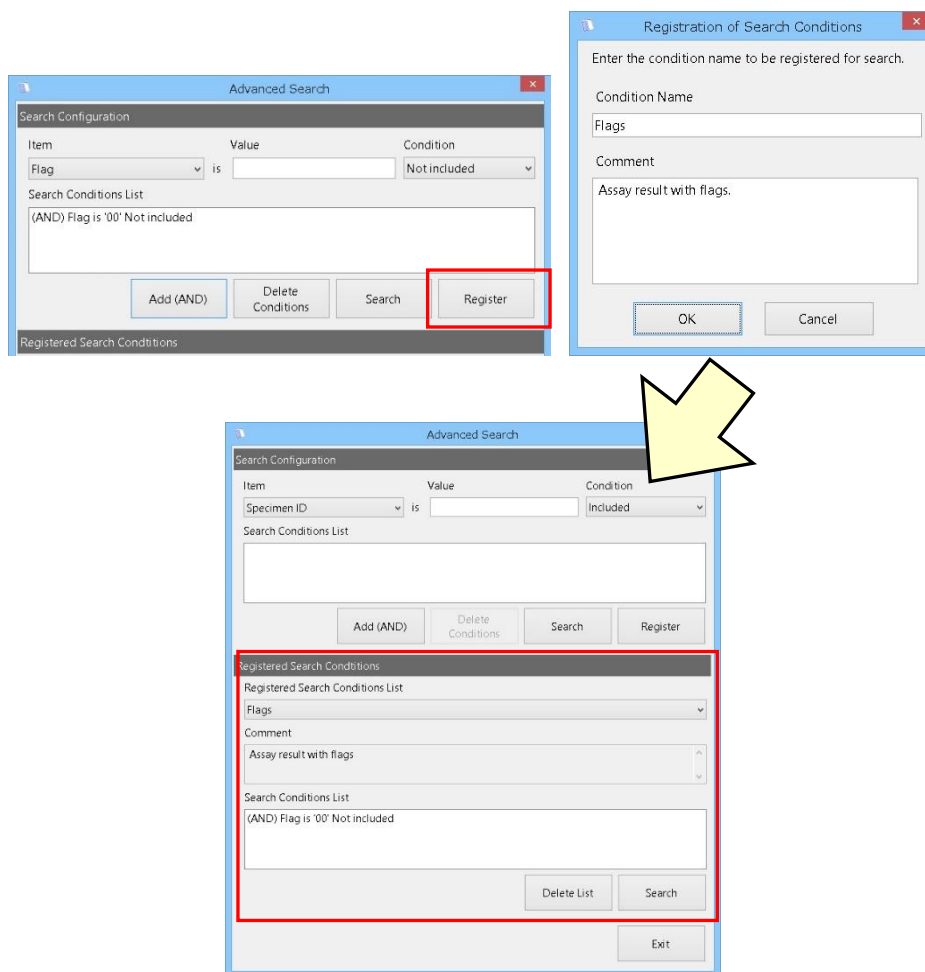 Advanced Search
Search Configuration
Item Value Condition
Flag is Not included
Search Conditions List
(AND) Flag is '00' Not included
Add (AND) Delete Conditions Search Register
Registered Search Condtitions
Registration of Search Conditions
Enter the condition name to be registered for search.
Condition Name
Flags
Comment
Assay result with flags.
OK Cancel
Advanced Search
Search Configuration
Item Value Condition
Specimen ID is Included
Search Conditions List
Add (AND) Delete Conditions Search Register
Registered Search Condtitions
Registered Search Conditions List
Flags
Comment
Assay result with flags
Search Conditions List
(AND) Flag is '00' Not included
Delete List Search
Exit